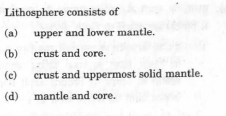 Lithosphere consists of
(a) upper and lower mantle.
(b) crust and core.
(c) crust and uppermost solid mantle.
(d) mantle and core.